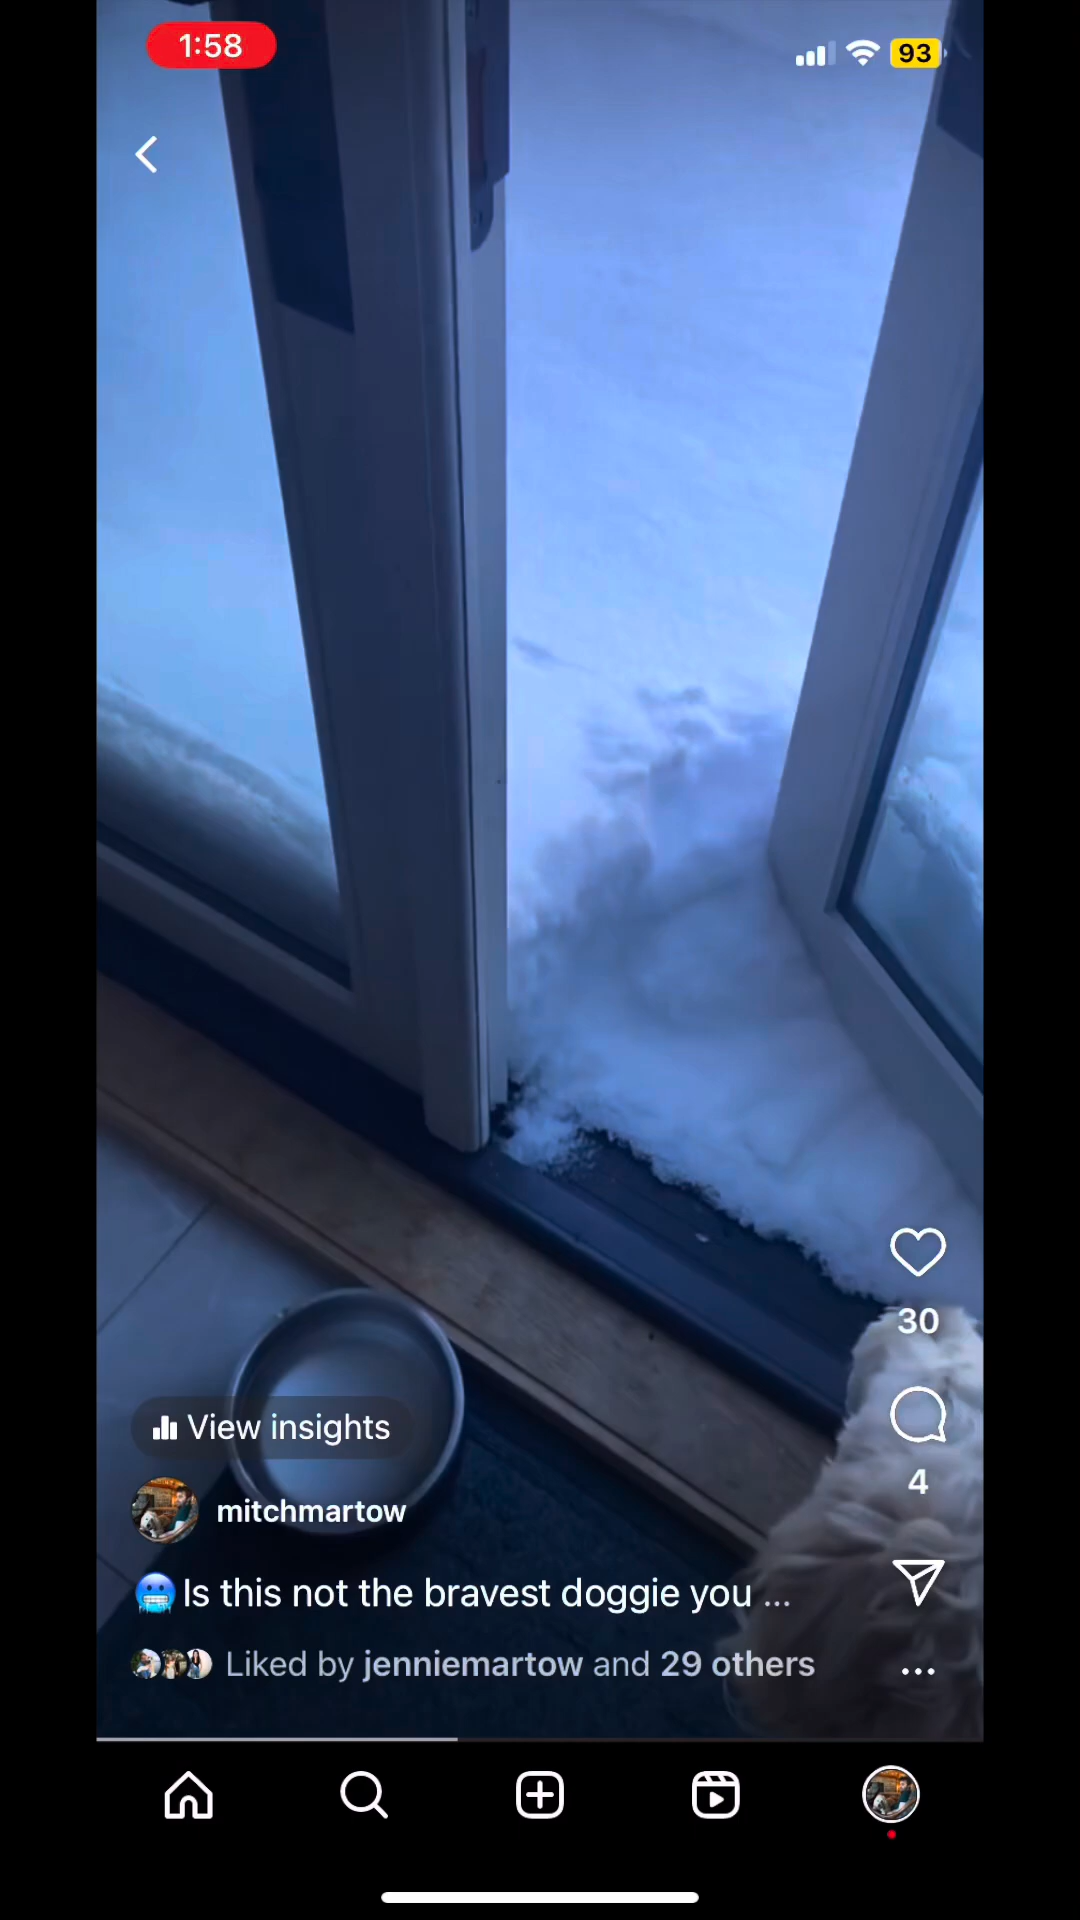 1:58
93
30
4
View insights
mitchmartow
🥶Is this not the bravest doggie you ...
Liked by jenniemartow and 29 others